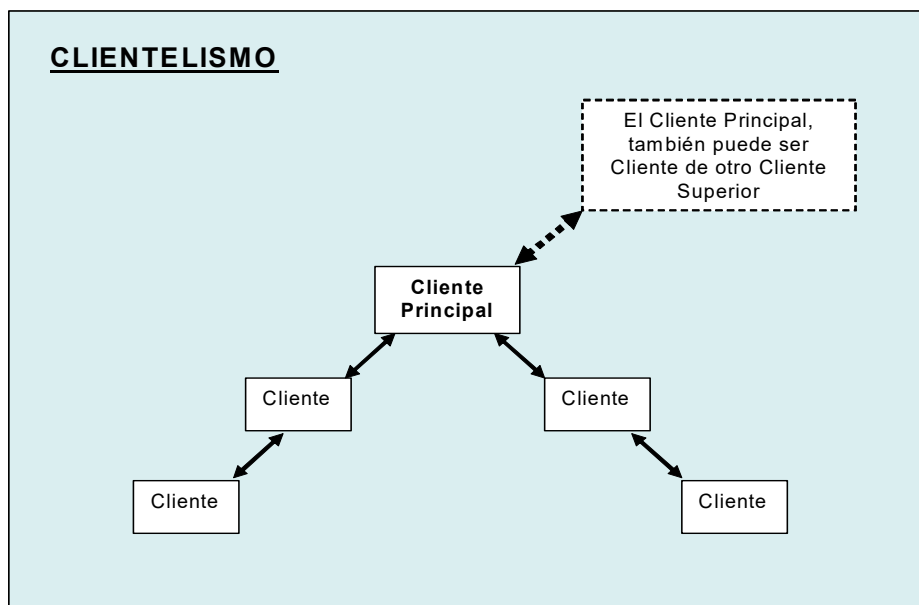 CLIENTELISMO
El Cliente Principal,
también puede ser
Cliente de otro Cliente
Superior
Cliente
Principal
Cliente
Cliente
Cliente
Cliente